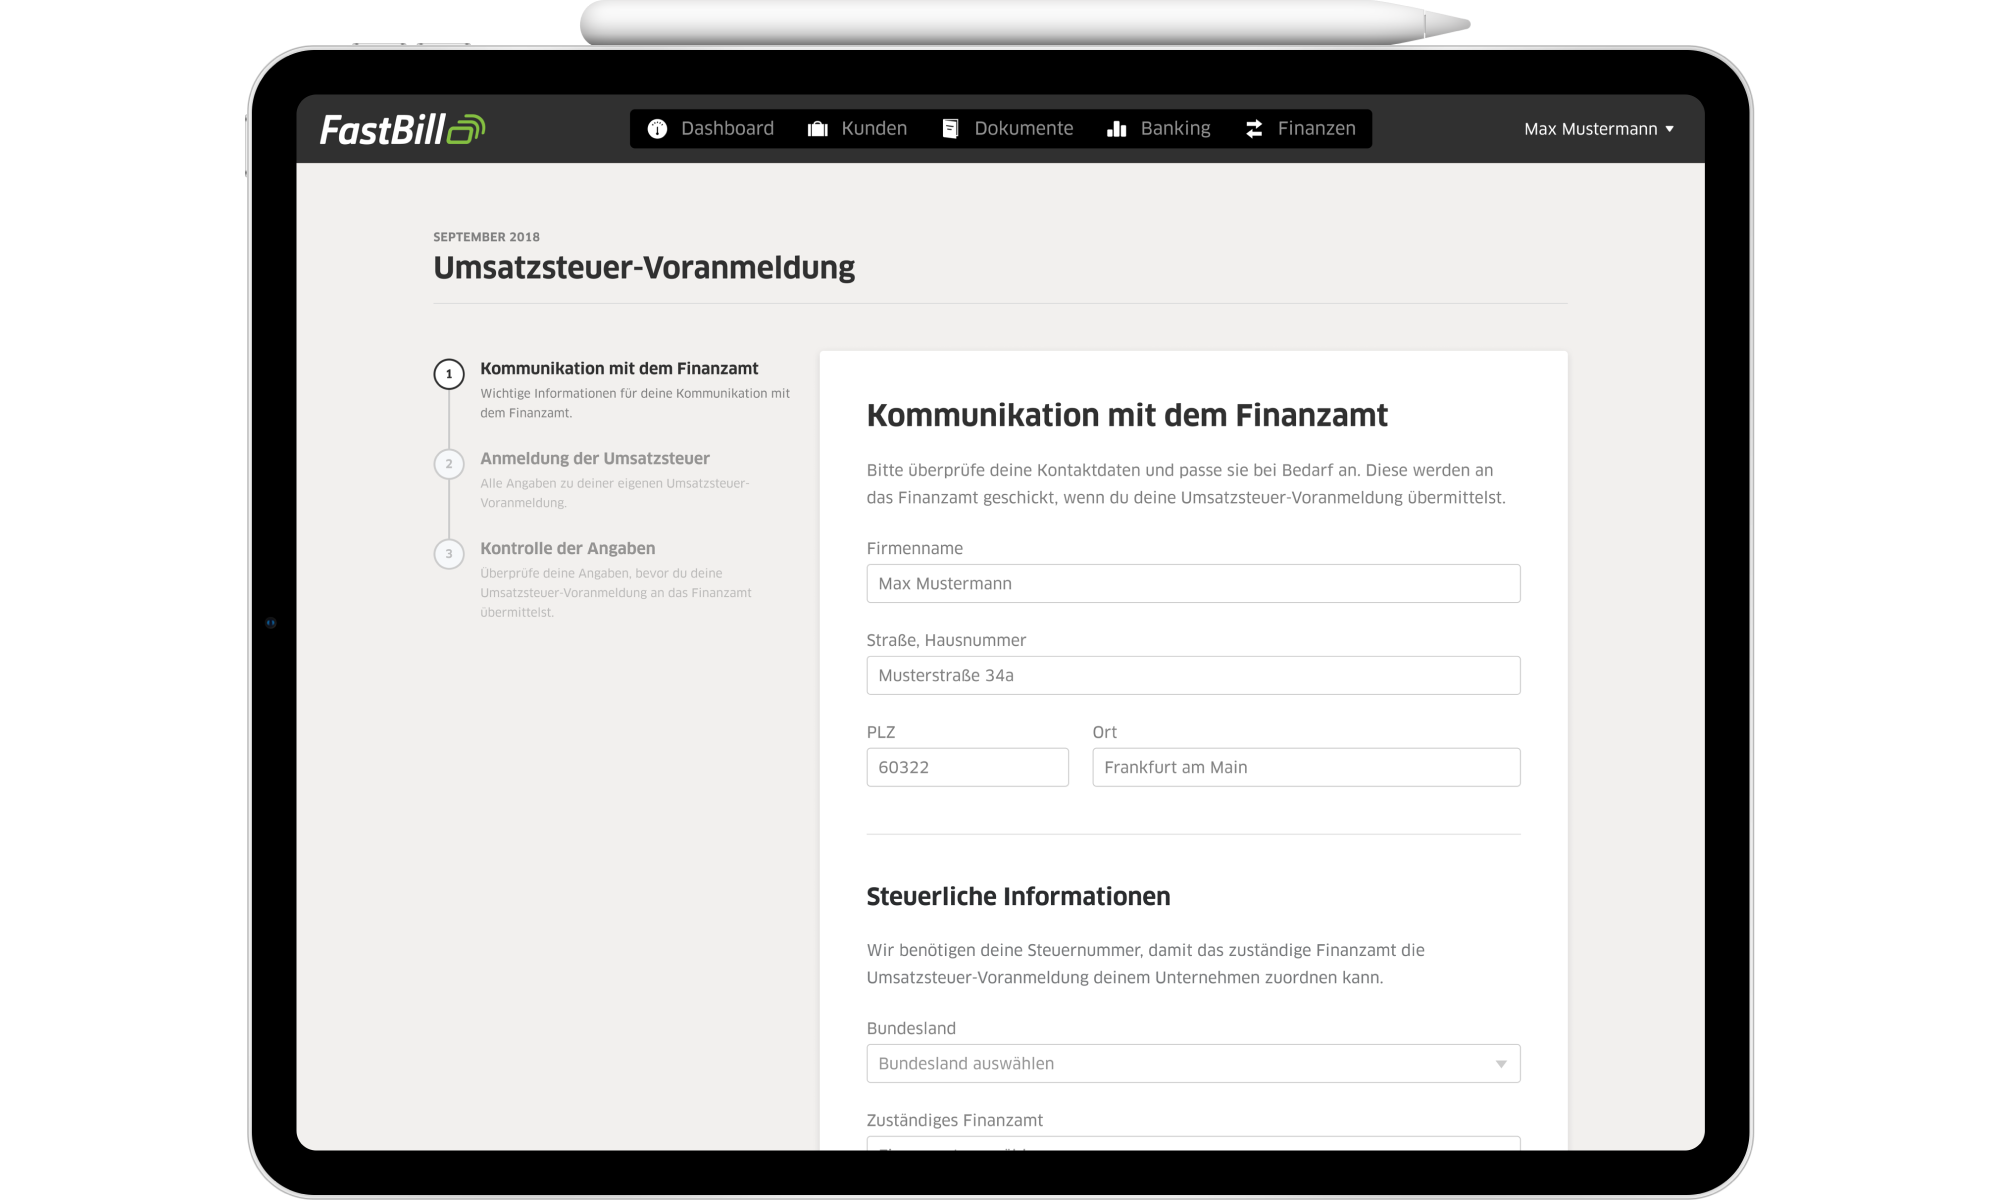 FastBill
Dashboard Kunden Dokumente Banking Finanzen
Max Mustermann
SEPTEMBER 2018
Umsatzsteuer-Voranmeldung
1
Kommunikation mit dem Finanzamt
Wichtige Informationen für deine Kommunikation mit
dem Finanzamt.
2
Anmeldung der Umsatzsteuer
Alle Angaben zu deiner eigenen Umsatzsteuer-
Voranmeldung.
3
Kontrolle der Angaben
Überprüfe deine Angaben, bevor du deine
Umsatzsteuer-Voranmeldung an das Finanzamt
übermittelst.
Kommunikation mit dem Finanzamt
Bitte überprüfe deine Kontaktdaten und passe sie bei Bedarf an. Diese werden an
das Finanzamt geschickt, wenn du deine Umsatzsteuer-Voranmeldung übermittelst.
Firmenname
Max Mustermann
Straße, Hausnummer
Musterstraße 34a
PLZ Ort
60322 Frankfurt am Main
Steuerliche Informationen
Wir benötigen deine Steuernummer, damit das zuständige Finanzamt die
Umsatzsteuer-Voranmeldung deinem Unternehmen zuordnen kann.
Bundesland
Bundesland auswählen
Zuständiges Finanzamt